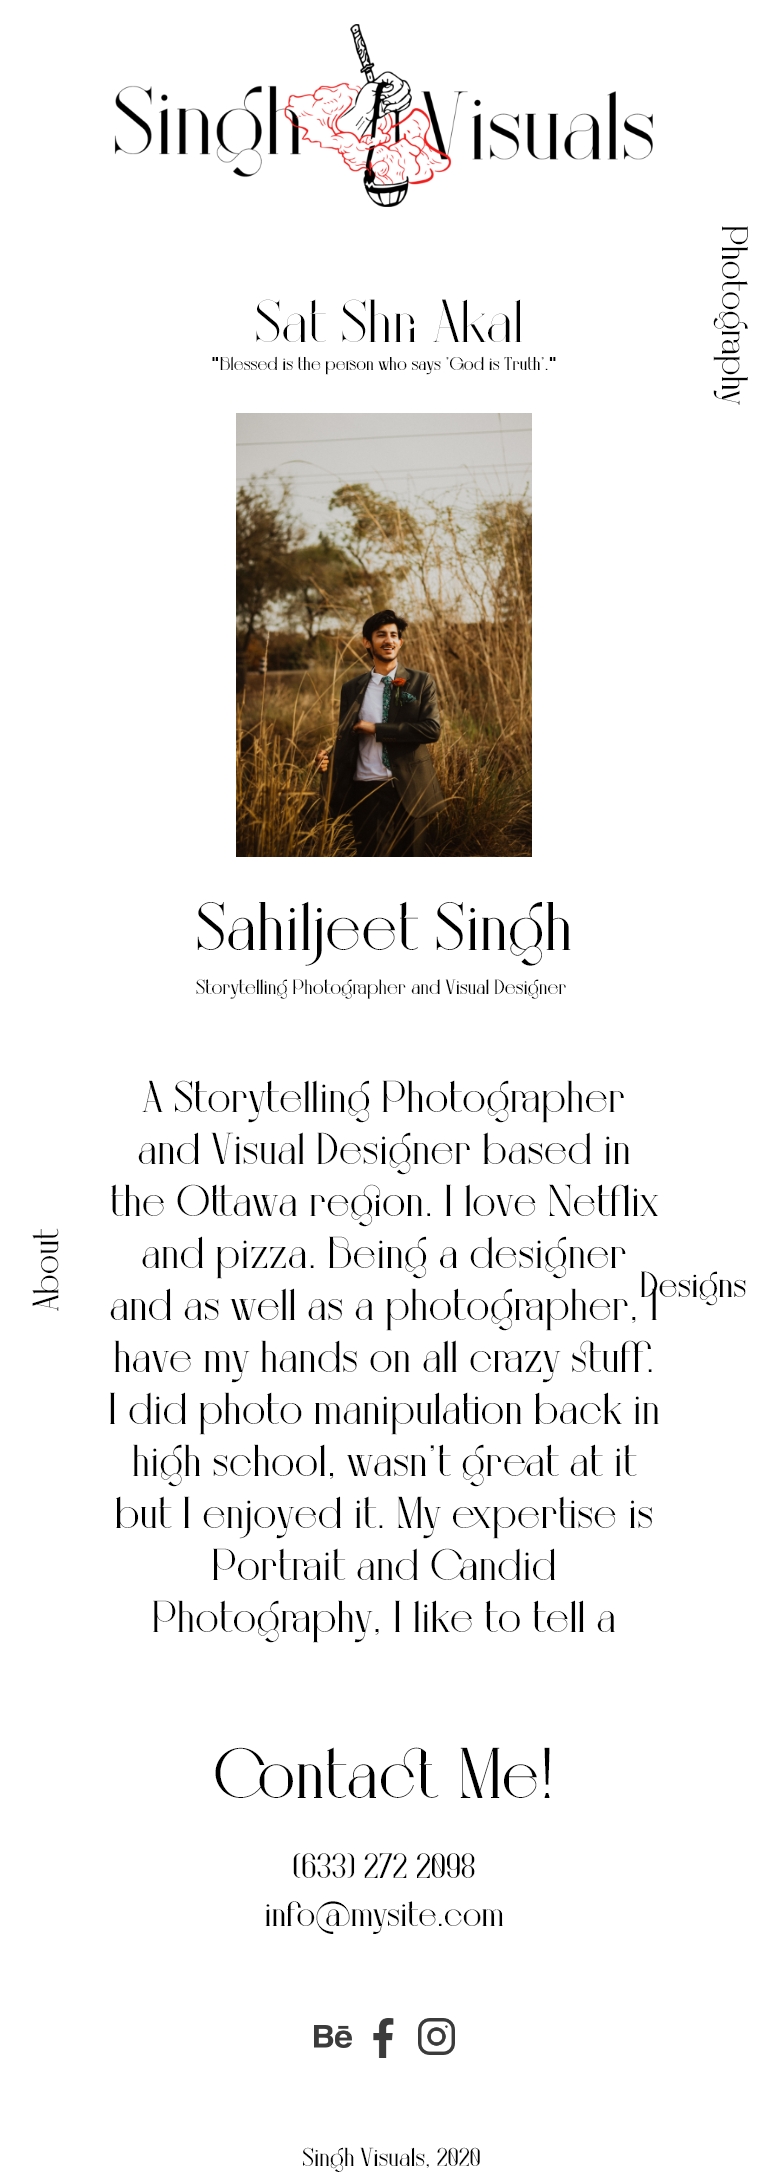 Singh Visuals
Photography
Sat Shri Akal
"Blessed is the person who says 'God is Truth'."
Sahiljeet Singh
Storytelling Photographer and Visual Designer
A Storytelling Photographer
and Visual Designer based in
the Ottawa region. I love Netflix
and pizza. Being a designer
and as well as a photographer, I
have my hands on all crazy stuff.
I did photo manipulation back in
high school, wasn't great at it
but I enjoyed it. My expertise is
Portrait and Candid
Photography, I like to tell a
About
Designs
Contact Me!
(633) 272 2098
info@mysite.com
Bē
Singh Visuals, 2020